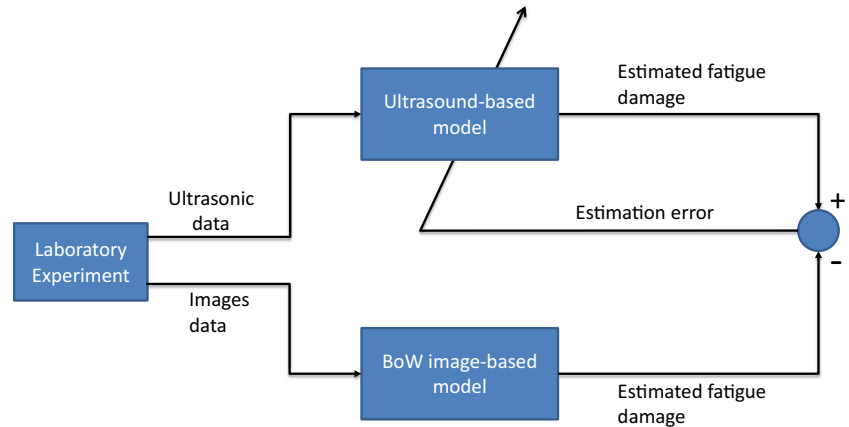 Estimated fatigue
damage
Ultrasound-based
model
Ultrasonic
data
Estimation error
+
-
Laboratory
Experiment
Images
data
BoW image-based
model
Estimated fatigue
damage